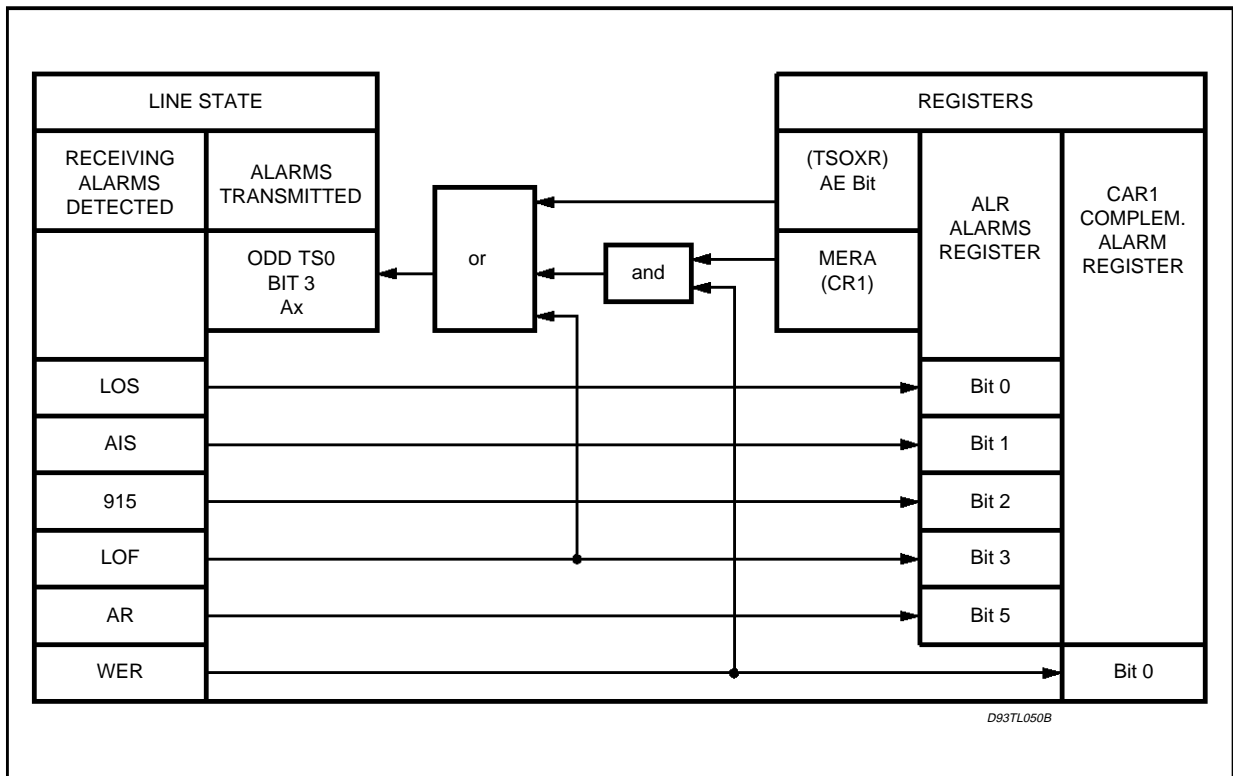 LINE STATE
RECEIVING
ALARMS
DETECTED
ALARMS
TRANSMITTED
ODD TS0
BIT 3
Ax
or
and
REGISTERS
(TSOXR)
AE Bit
MERA
(CR1)
ALR
ALARMS
REGISTER
CAR1
COMPLEM.
ALARM
REGISTER
LOS
Bit 0
AIS
Bit 1
915
Bit 2
LOF
Bit 3
AR
Bit 5
WER
Bit 0
D93TL050B